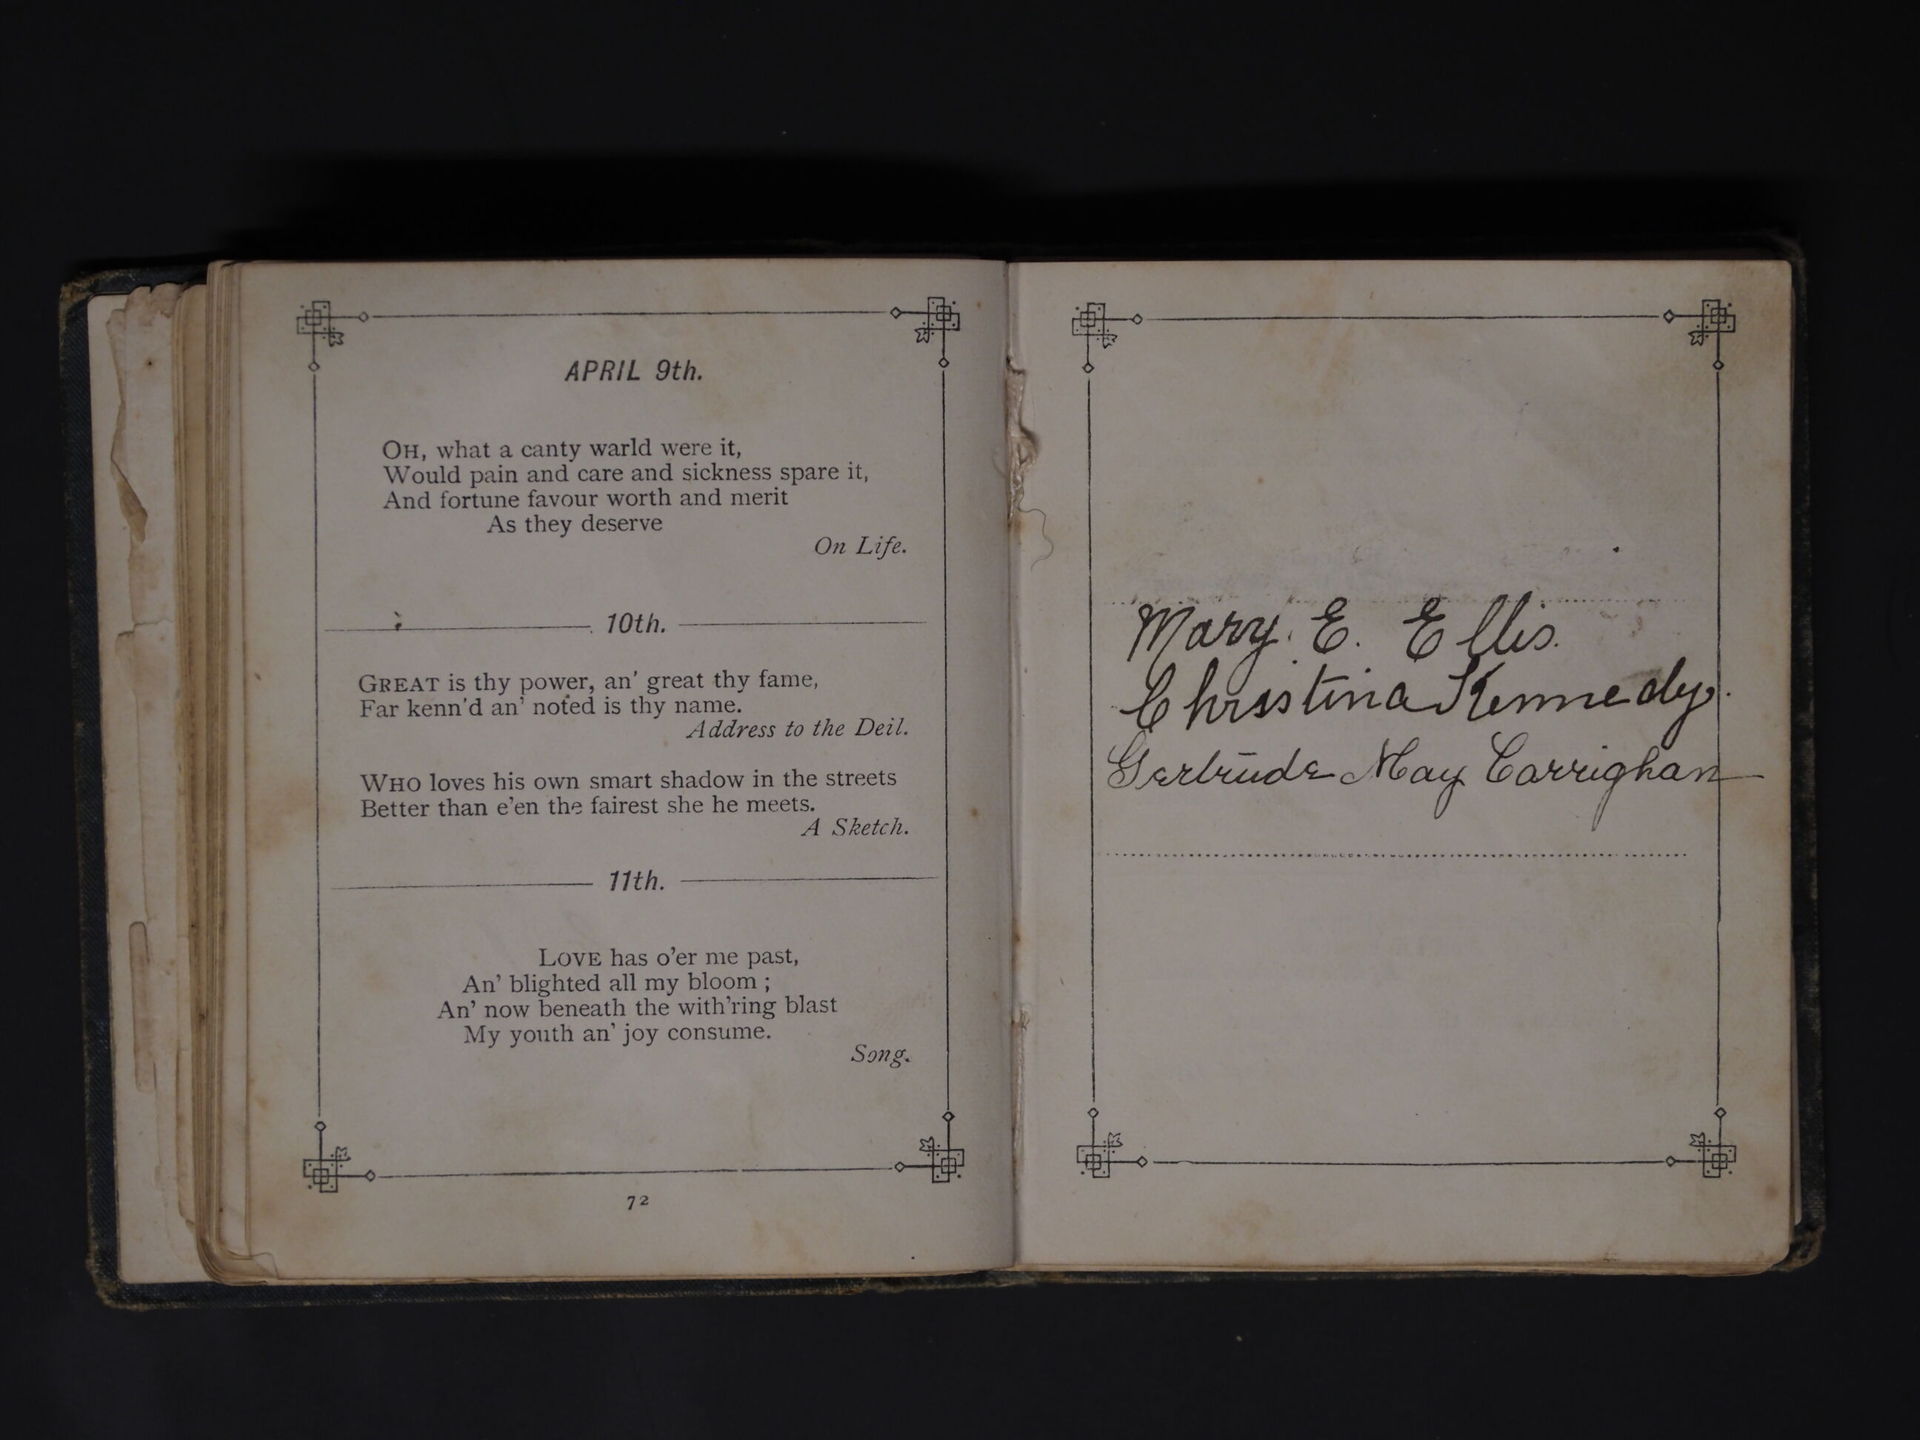 APRIL 9th.
OH, what a canty warld were it,
Would pain and care and sickness spare it,
And fortune favour worth and merit
As they deserve
On Life.
10th.
GREAT is thy power, an' great thy fame,
Far kenn'd an' noted is thy name.
Address to the Deil.
WHO loves his own smart shadow in the streets
Better than e'en the fairest she he meets.
A Sketch.
11th.
LOVE has o'er me past,
An' blighted all my bloom ;
An' now beneath the with'ring blast
My youth an' joy consume.
Song.
72
Mary. E. Ellis.
Christina Kennedy.
Gertrude May Carrighan